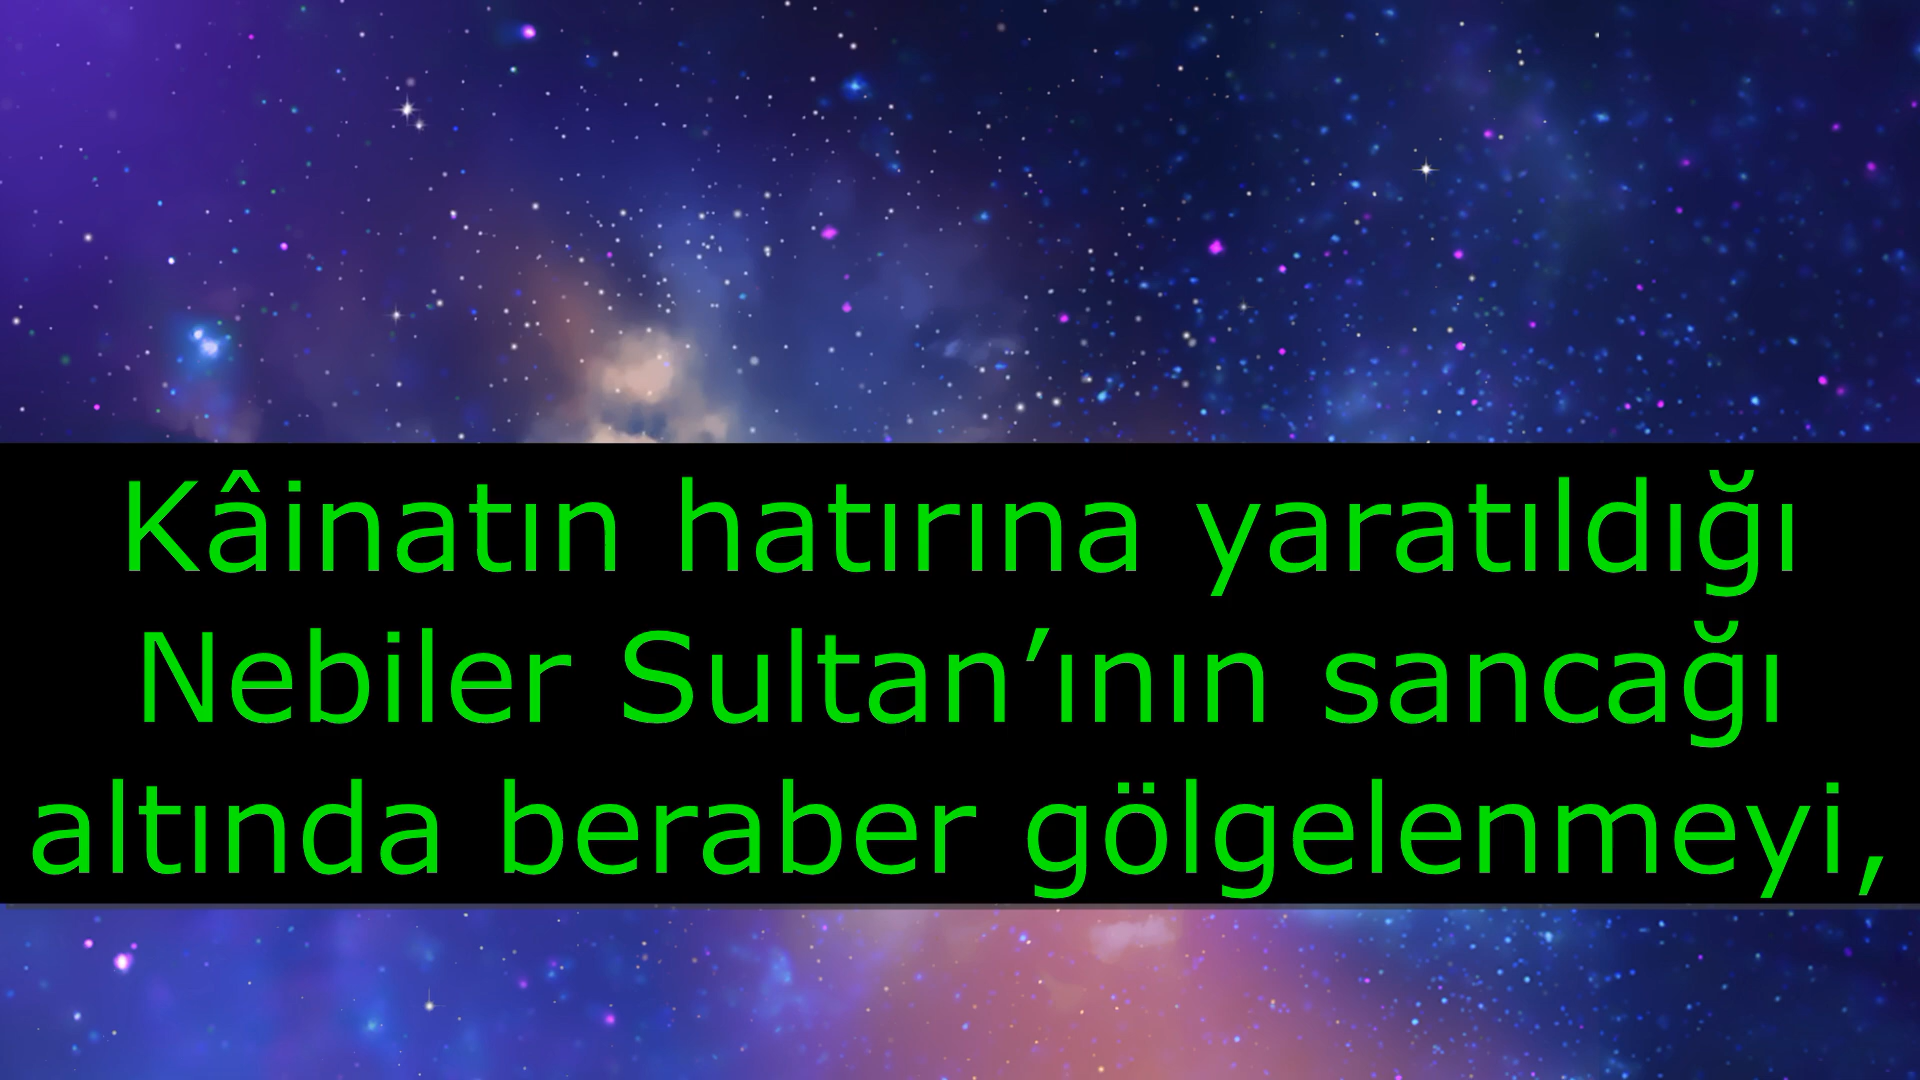 Kâinatın hatırına yaratıldığı
Nebiler Sultan’ının sancağı
altında beraber gölgelenmeyi,